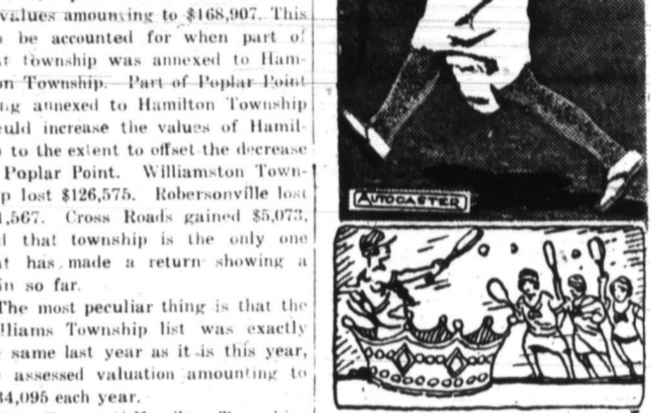 values amounting to $168,907. This
be accounted for when part of
township was annexed to Ham-
Township. Part of Poplar Point
annexed to Hamilton Township
increase the values of Hamil-
to the extent to offset the decrease
Poplar Point. Williamston Town-
lost $126,575. Robersonville lost
,567. Cross Roads gained $5,073,
that township is the only one
has made a return showing a
so far.
The most peculiar thing is that the
Township list was exactly
same last year as it is this year,
assessed valuation amounting to
4,095 each year.
AUTOCASTER